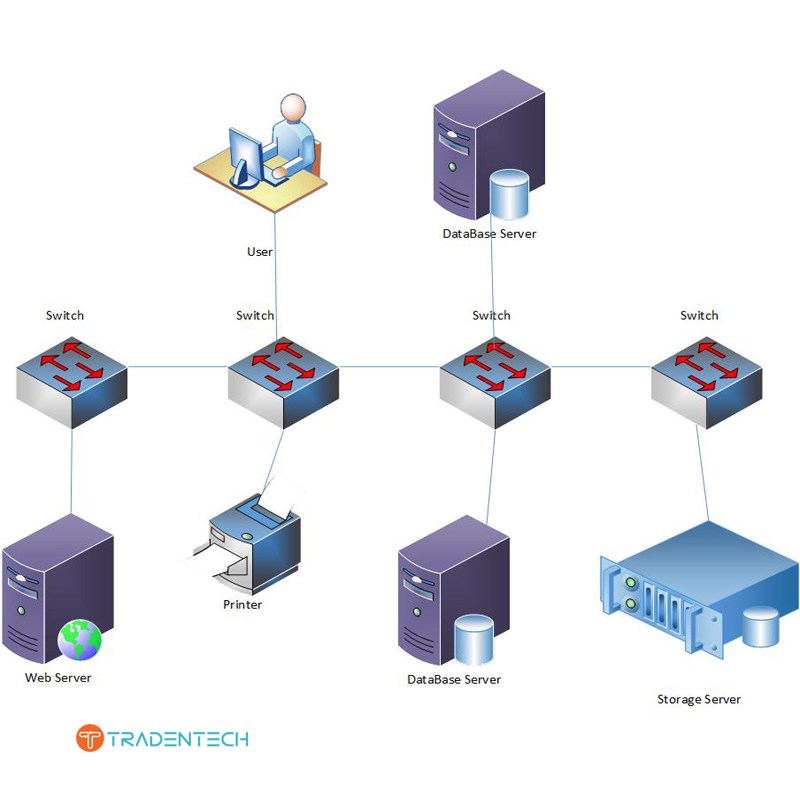 DataBase Server
User
Switch
Switch
Switch
Switch
Printer
Web Server
DataBase Server
Storage Server
TRADENTECH